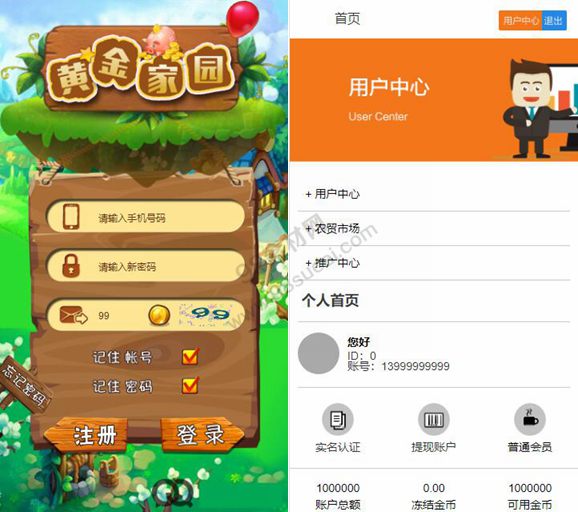 黄金家园
请输入手机号码
请输入新密码
99
99
记住 帐号
记住 密码
忘记密码
注册
登录
首页
用户中心 退出
用户中心
User Center
+ 用户中心
+ 农贸市场
+ 推广中心
个人首页
您好
ID：0
账号：13999999999
实名认证
提现账户
普通会员
1000000
0.00
1000000
账户总额
冻结金币
可用金币